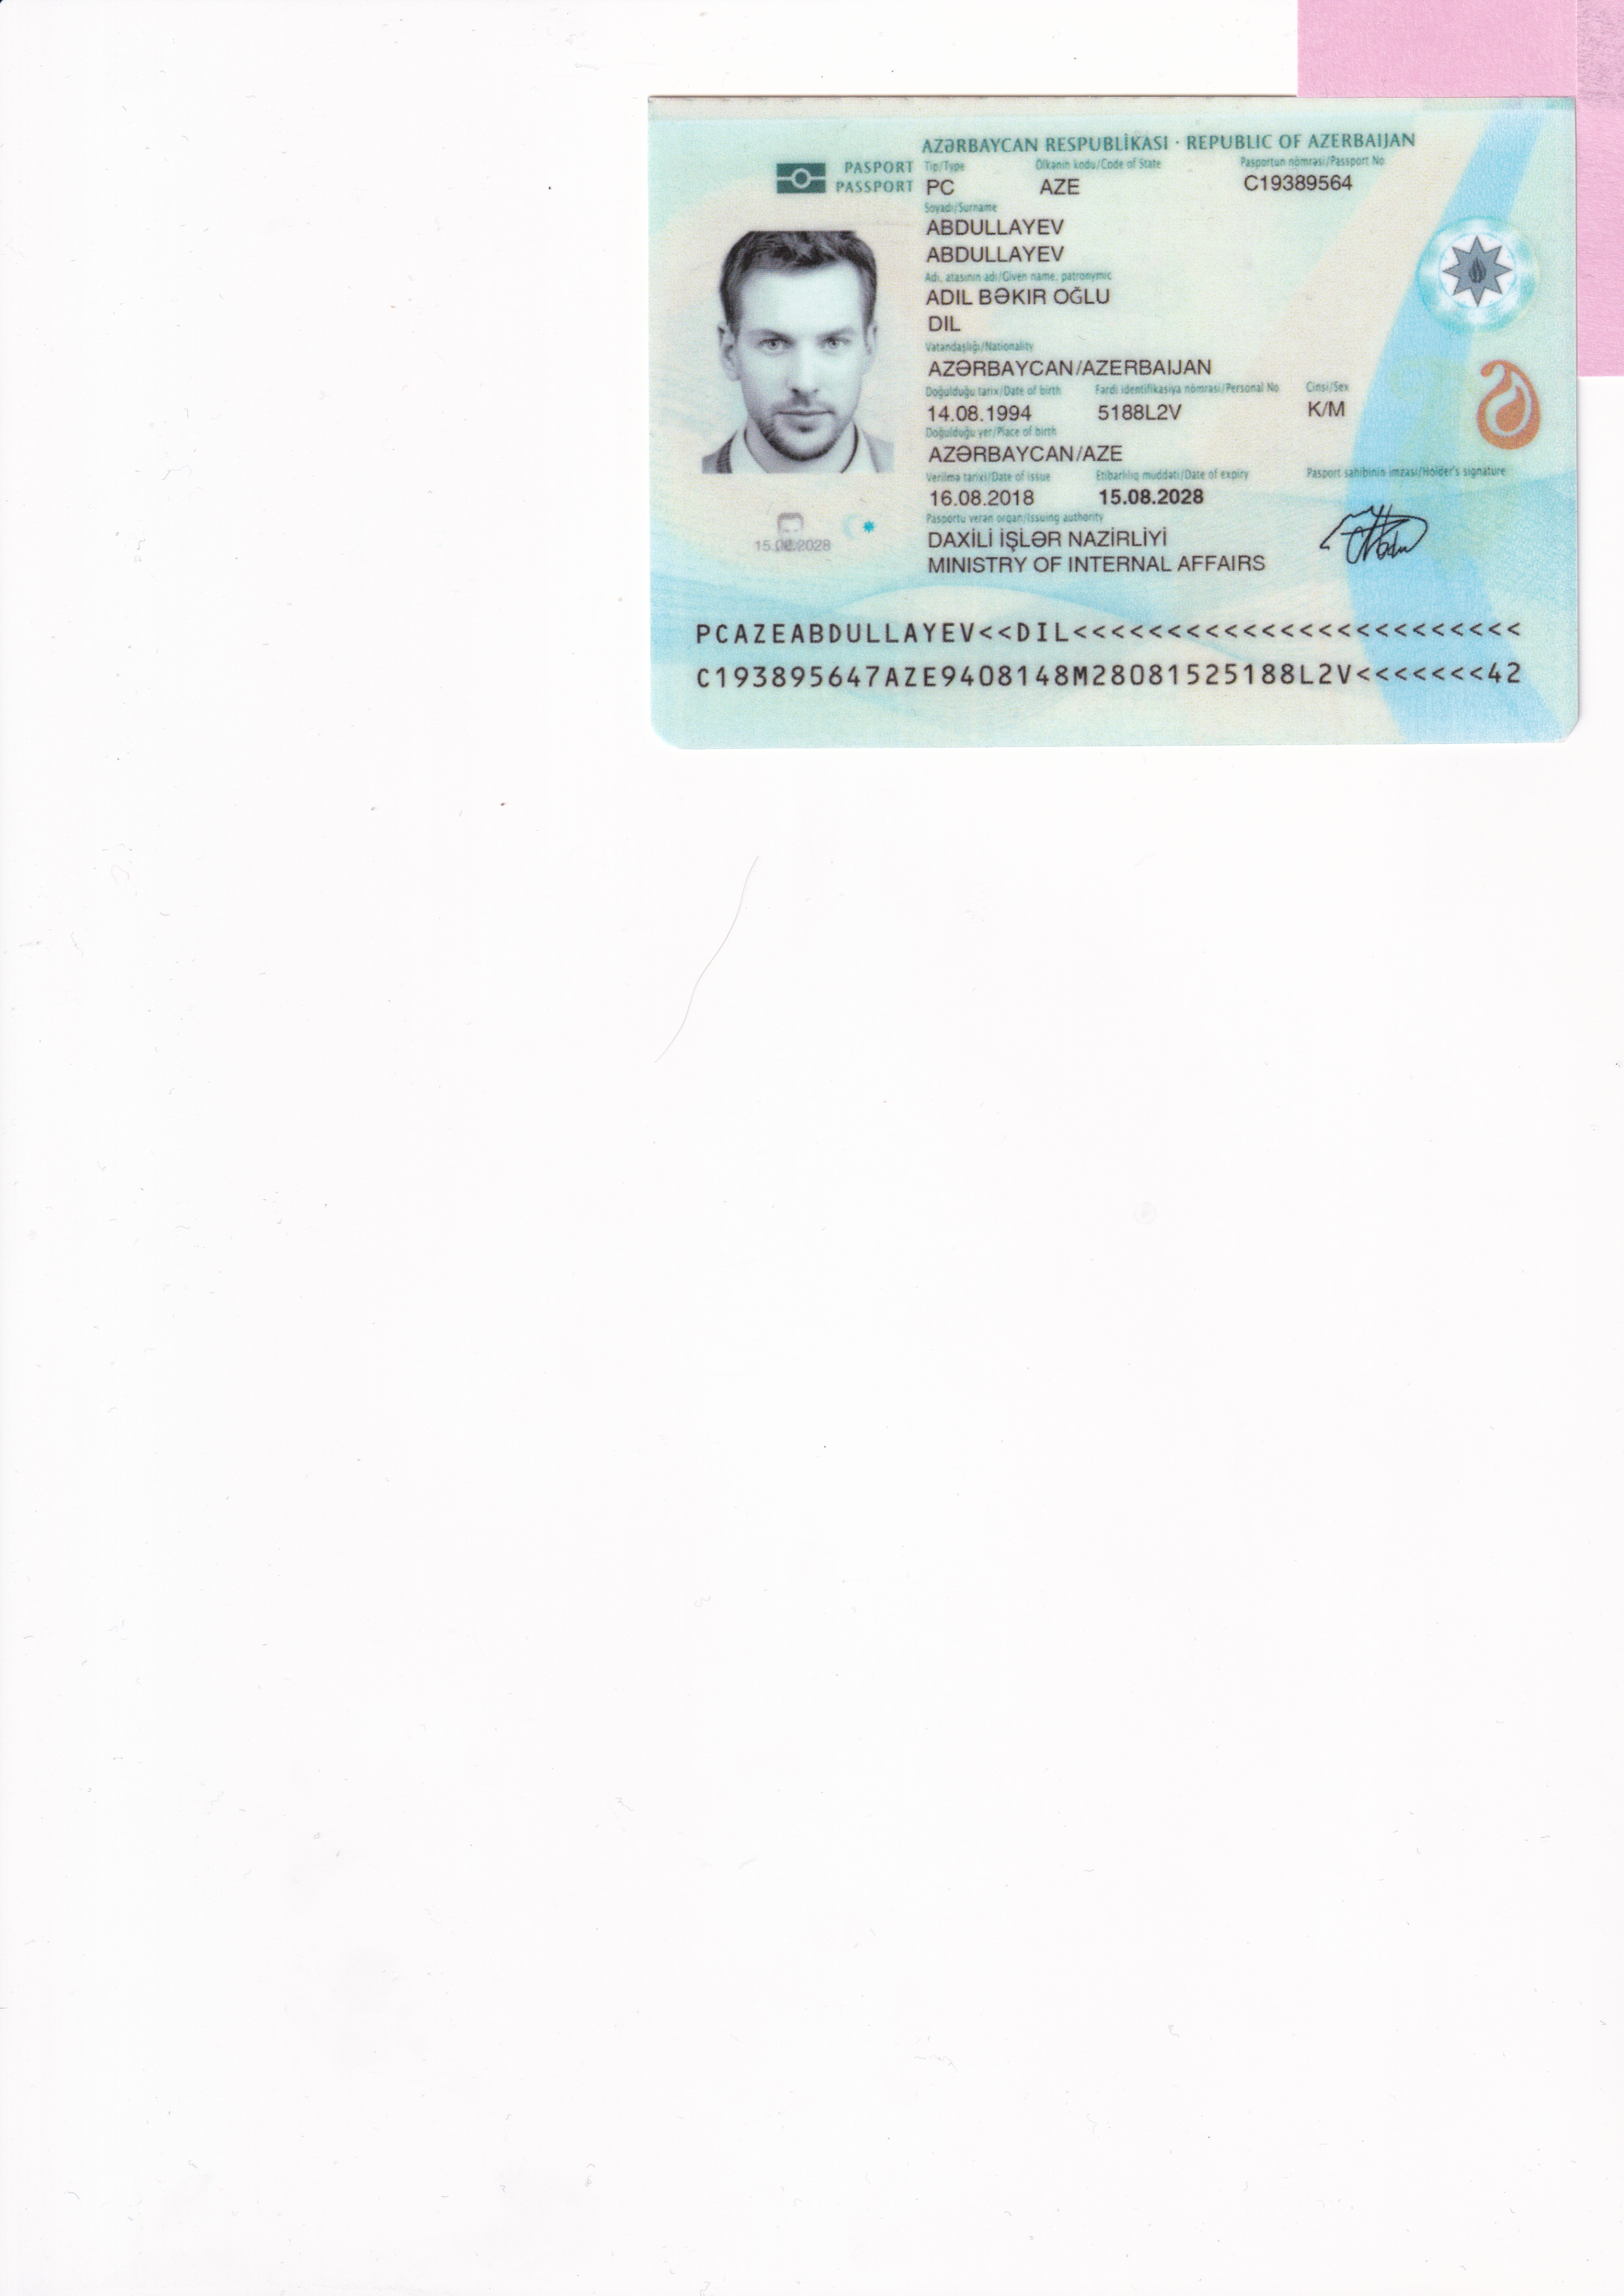 AZƏRBAYCAN RESPUBLİKASI · REPUBLIC OF AZERBAIJAN
PASPORT
PASSPORT
Tip/Type Ölkənin kodu/Code of State Pasportun nömrəsi/Passport No
PC AZE C19389564
Soyadı/Surname
ABDULLAYEV
ABDULLAYEV
Adı, atasının adı/Given name, patronymic
ADIL BƏKIR OĞLU
DIL
Vətəndaşlığı/Nationality
AZƏRBAYCAN/AZERBAIJAN
Doğulduğu tarix/Date of birth Fərdi identifikasiya nömrəsi/Personal No Cinsi/Sex
14.08.1994 5188L2V K/M
Doğulduğu yer/Place of birth
AZƏRBAYCAN/AZE
Verilmə tarixi/Date of issue Etibarlılıq müddəti/Date of expiry Pasport sahibinin imzası/Holder's signature
16.08.2018 15.08.2028
Pasportu verən orqan/Issuing authority
DAXİLİ İŞLƏR NAZİRLİYİ
MINISTRY OF INTERNAL AFFAIRS
15.08.2028
PCAZEABDULLAYEV<<DIL<<<<<<<<<<<<<<<<<<<<<<<<
C193895647AZE9408148M28081525188L2V<<<<<<<42